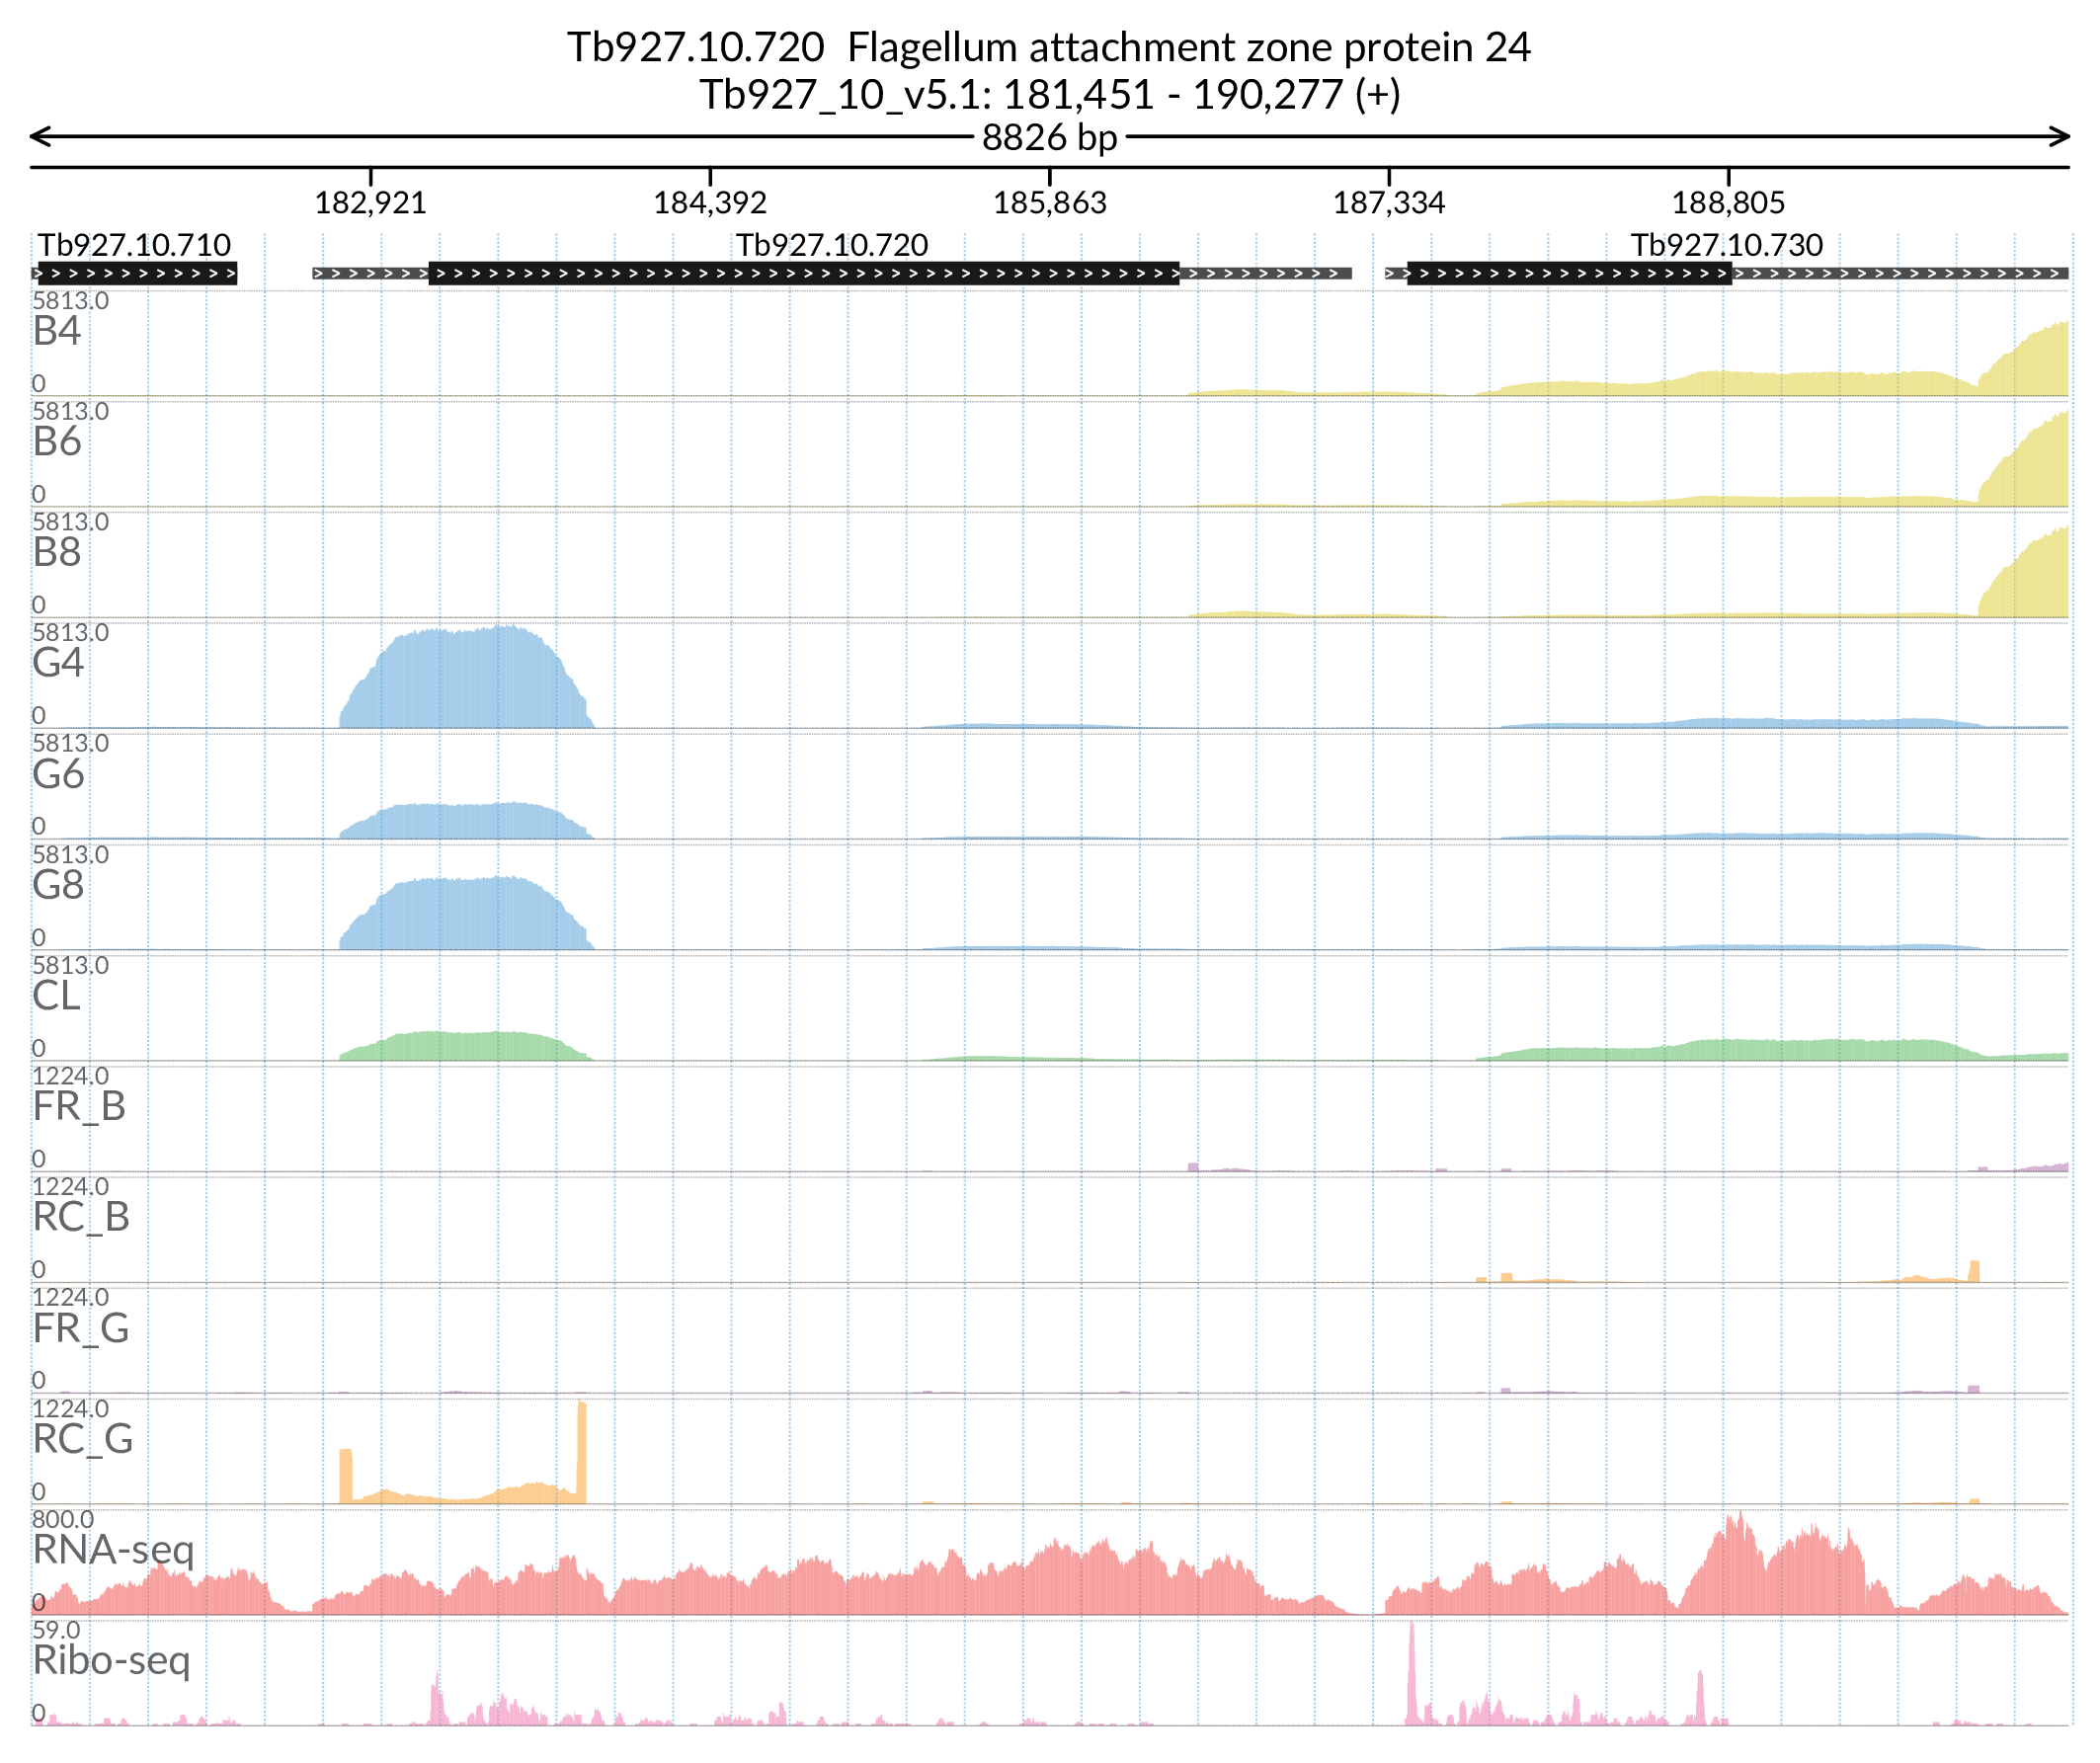 Tb927.10.720  Flagellum attachment zone protein 24
Tb927_10_v5.1: 181,451 - 190,277 (+)
8826 bp
182,921 184,392 185,863 187,334 188,805
Tb927.10.710 Tb927.10.720 Tb927.10.730
5813.0
B4
0
5813.0
B6
0
5813.0
B8
0
5813.0
G4
0
5813.0
G6
0
5813.0
G8
0
5813.0
CL
0
1224.0
FR_B
0
1224.0
RC_B
0
1224.0
FR_G
0
1224.0
RC_G
0
800.0
RNA-seq
0
59.0
Ribo-seq
0